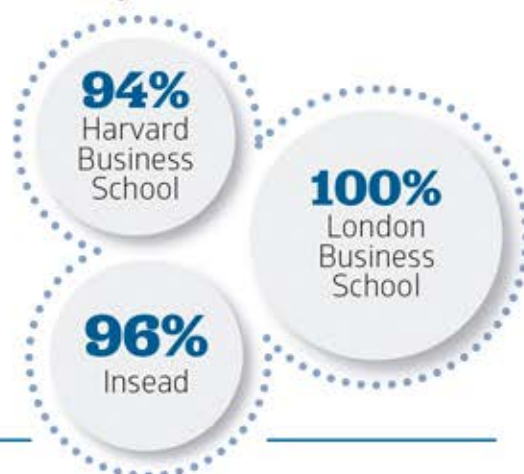 94%
Harvard
Business
School
100%
London
Business
School
96%
Insead